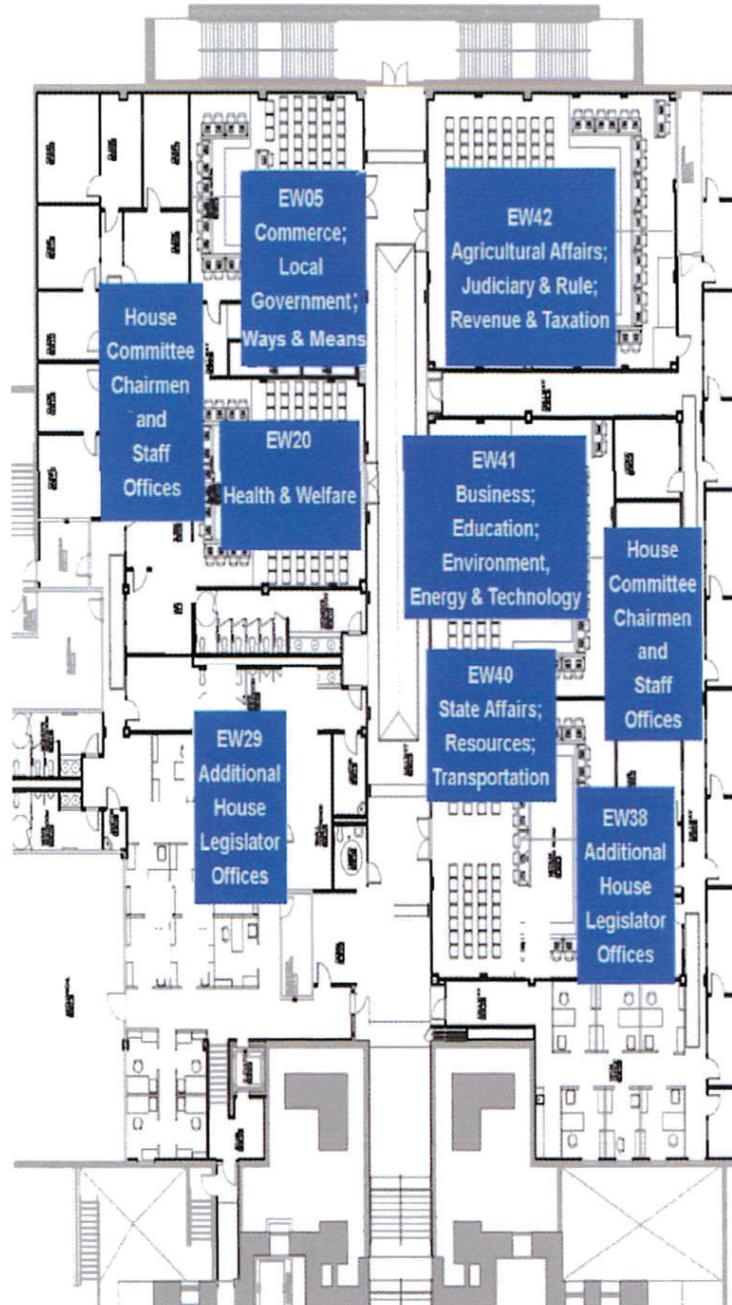 EW05
Commerce;
Local
Government;
Ways & Means
EW42
Agricultural Affairs;
Judiciary & Rule;
Revenue & Taxation
House
Committee
Chairmen
and
Staff
Offices
EW20
Health & Welfare
EW41
Business;
Education;
Environment,
Energy & Technology
House
Committee
Chairmen
and
Staff
Offices
EW40
State Affairs;
Resources;
Transportation
EW29
Additional
House
Legislator
Offices
EW38
Additional
House
Legislator
Offices